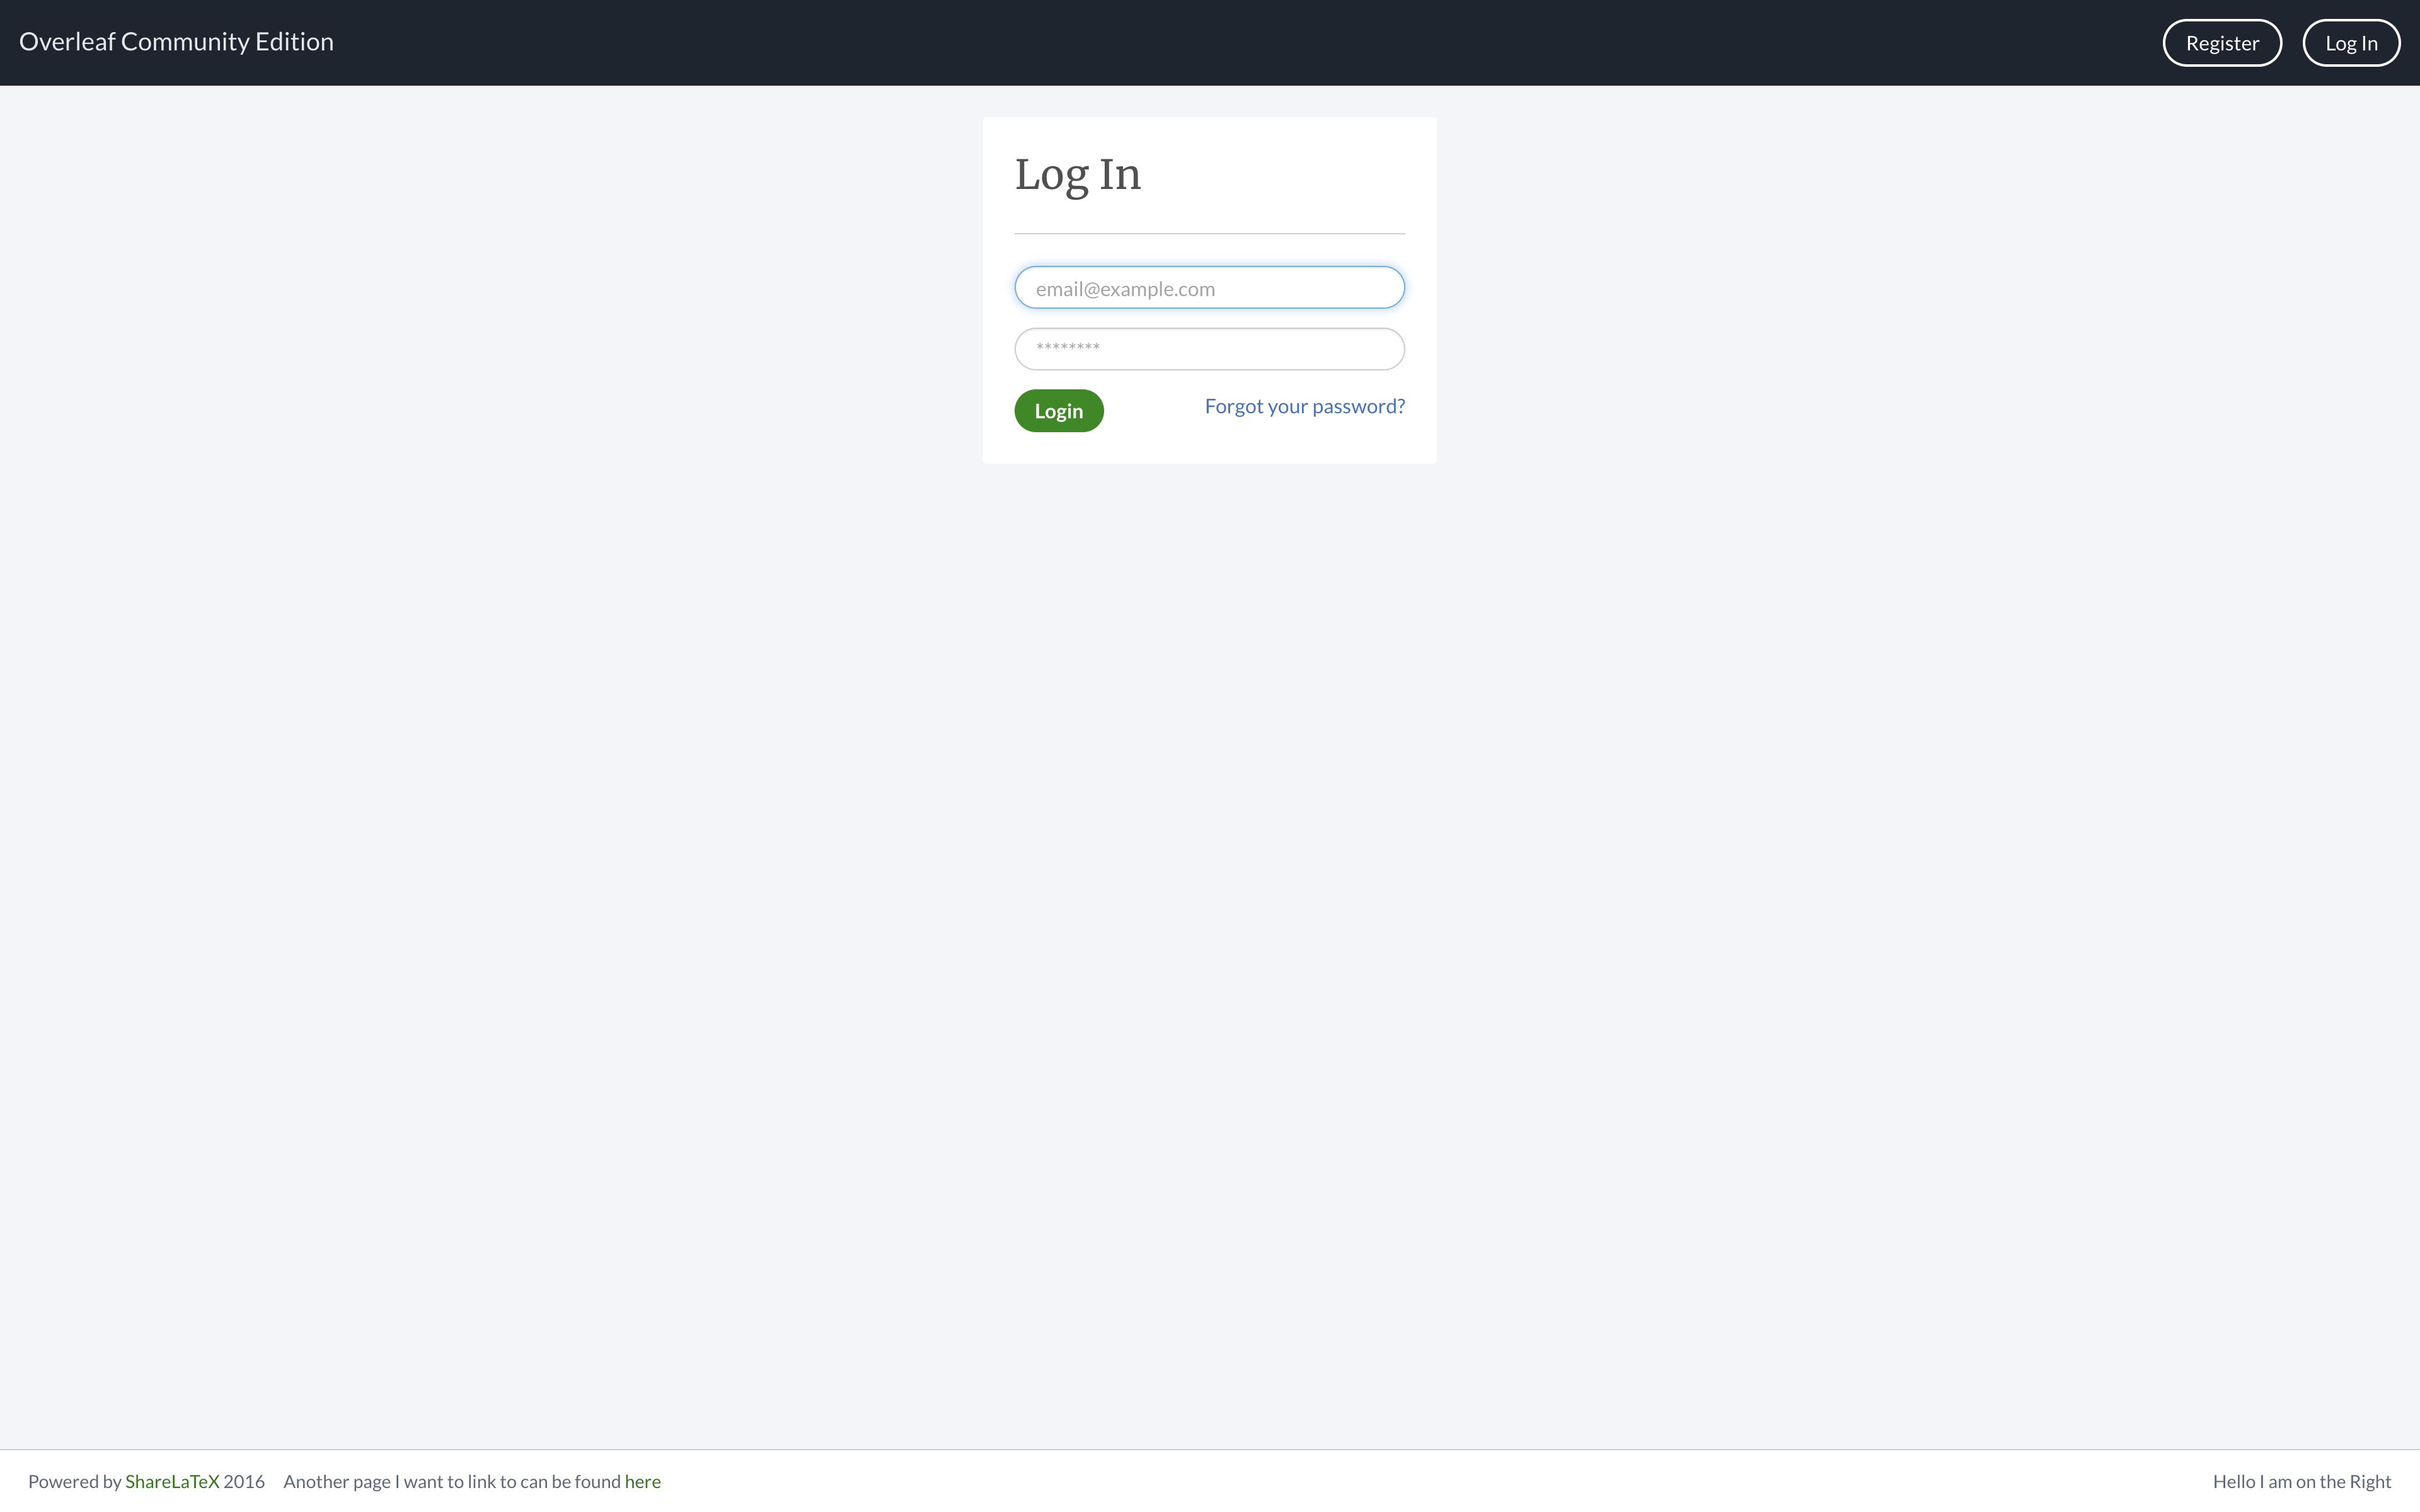 Overleaf Community Edition
Register
Log In
Log In
email@example.com
********
Login
Forgot your password?
Powered by ShareLaTeX 2016 Another page I want to link to can be found here
Hello I am on the Right